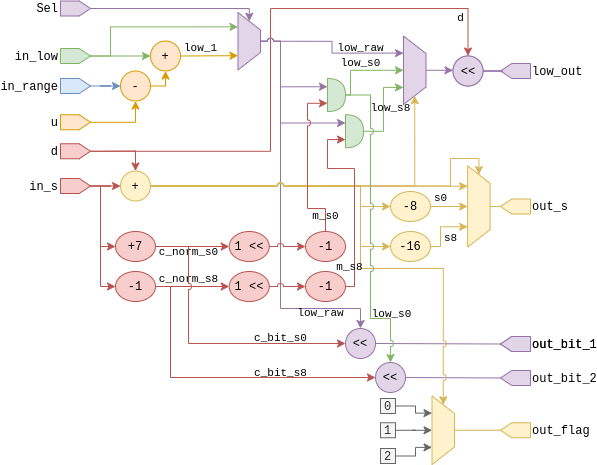 Sel
d
in_low
low_1
low_raw
+
low_s0
<<
low_out
in_range
-
low_s8
u
d
in_s
+
-8
s0
out_s
m_s0
+7
c_norm_s0
1 <<
-1
-16
s8
m_s8
-1
c_norm_s8
1 <<
-1
low_raw
low_s0
c_bit_s0
<<
out_bit_1
c_bit_s8
<<
out_bit_2
0
1
out_flag
2